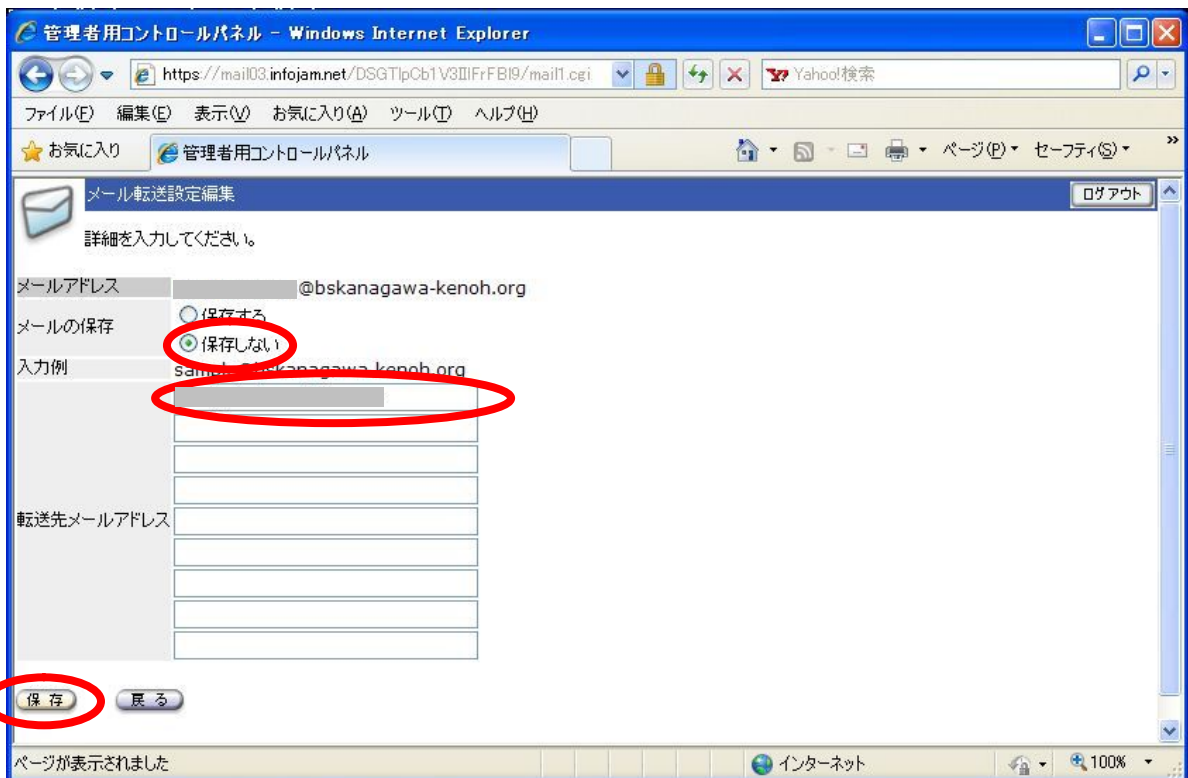 管理者用コントロールパネル - Windows Internet Explorer
https://mail03.infojam.net/DSGTIpCb1V3IIIFrFBI9/mail1.cgi Yahoo!検索
ファイル(F) 編集(E) 表示(V) お気に入り(A) ツール(T) ヘルプ(H)
お気に入り 管理者用コントロールパネル ページ(P) セーフティ(S) »
メール転送設定編集 ログアウト
詳細を入力してください。
メールアドレス @bskanagawa-kenoh.org
保存する
メールの保存
保存しない
入力例 sample@bskanagawa-kenoh.org
転送先メールアドレス
保存 戻る
ページが表示されました インターネット 100%